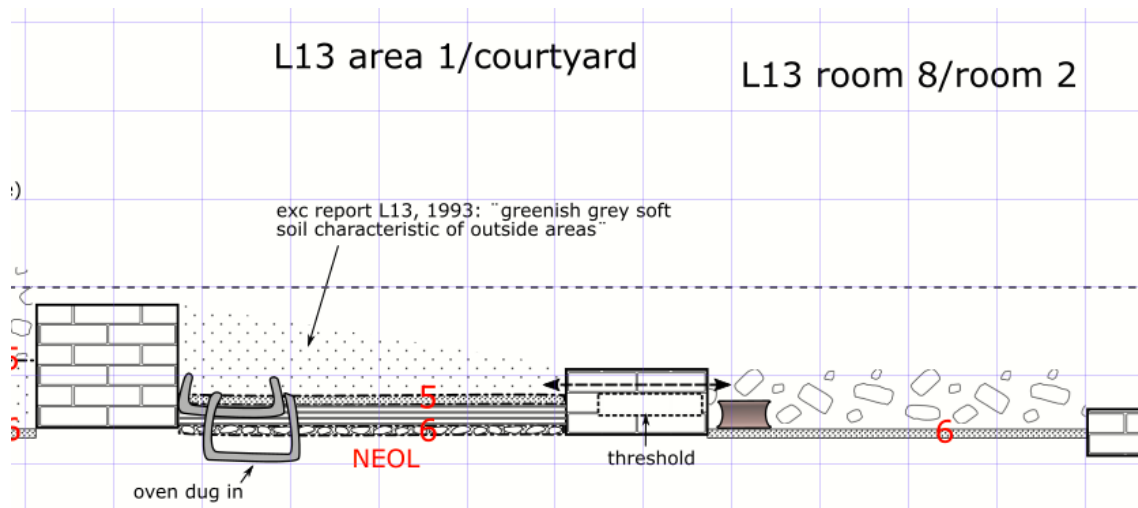 L13 area 1/courtyard
L13 room 8/room 2
exc report L13, 1993: ¨greenish grey soft
soil characteristic of outside areas¨
5
6
6
NEOL
threshold
oven dug in